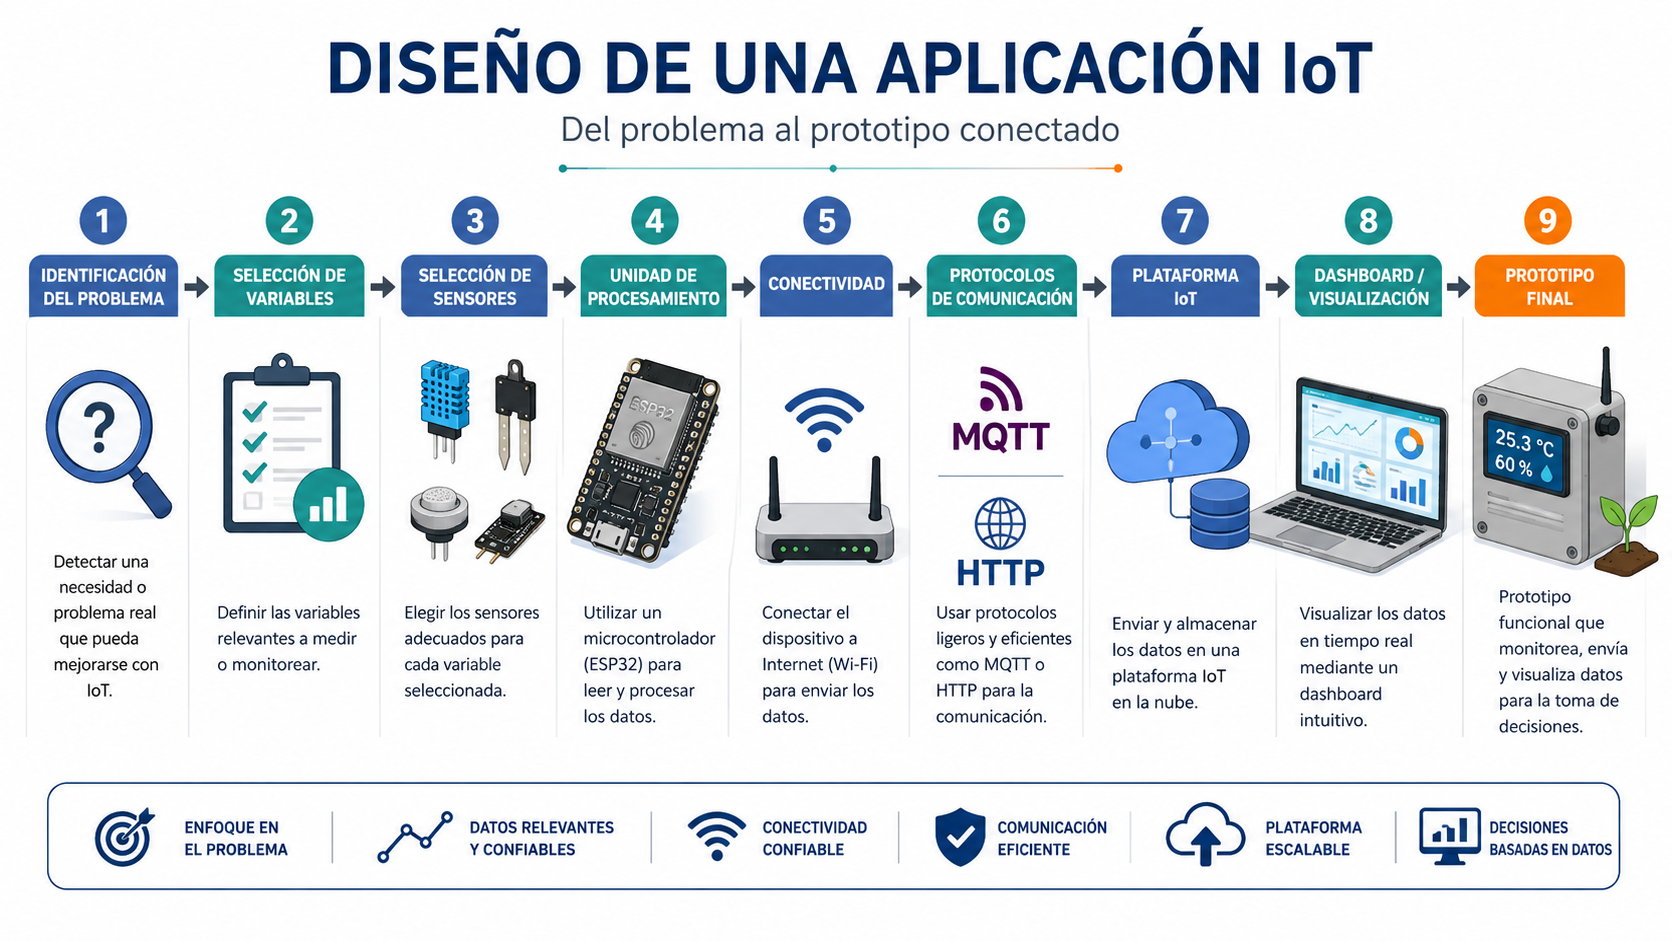 DISEÑO DE UNA APLICACIÓN IoT
Del problema al prototipo conectado
1
IDENTIFICACIÓN
DEL PROBLEMA
?
Detectar una
necesidad o
problema real
que pueda
mejorarse con
IoT.
2
SELECCIÓN DE
VARIABLES
Definir las variables
relevantes a medir
o monitorear.
3
SELECCIÓN DE
SENSORES
Elegir los sensores
adecuados para
cada variable
seleccionada.
4
UNIDAD DE
PROCESAMIENTO
ESP32
Utilizar un
microcontrolador
(ESP32) para
leer y procesar
los datos.
5
CONECTIVIDAD
Conectar el
dispositivo a
Internet (Wi-Fi)
para enviar los
datos.
6
PROTOCOLOS
DE COMUNICACIÓN
MQTT
HTTP
Usar protocolos
ligeros y eficientes
como MQTT o
HTTP para la
comunicación.
7
PLATAFORMA
IoT
Enviar y almacenar
los datos en una
plataforma IoT
en la nube.
8
DASHBOARD /
VISUALIZACIÓN
Visualizar los datos
en tiempo real
mediante un
dashboard
intuitivo.
9
PROTOTIPO
FINAL
25.3 °C
60 %
Prototipo
funcional que
monitorea, envía
y visualiza datos
para la toma de
decisiones.
ENFOQUE EN
EL PROBLEMA
DATOS RELEVANTES
Y CONFIABLES
CONECTIVIDAD
CONFIABLE
COMUNICACIÓN
EFICIENTE
PLATAFORMA
ESCALABLE
DECISIONES
BASADAS EN DATOS